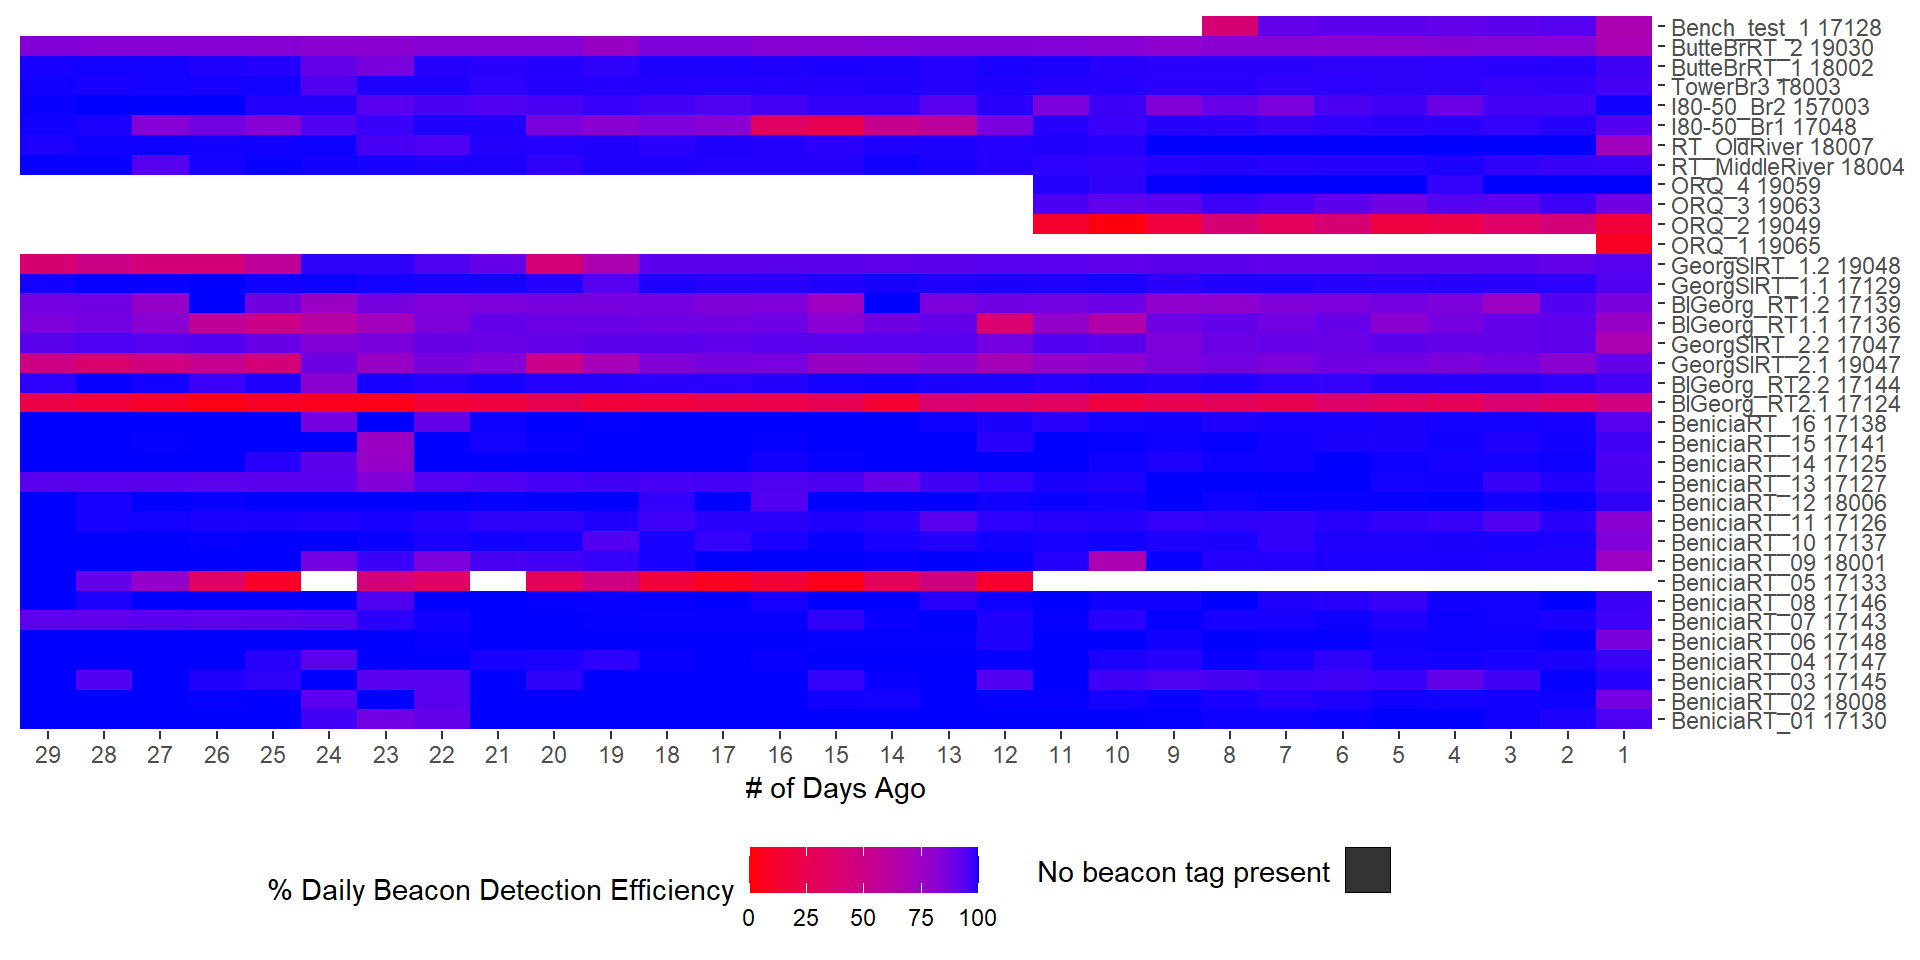 Bench_test_1 17128
ButteBrRT_2 19030
ButteBrRT_1 18002
TowerBr3 18003
I80-50_Br2 157003
I80-50_Br1 17048
RT_OldRiver 18007
RT_MiddleRiver 18004
ORQ_4 19059
ORQ_3 19063
ORQ_2 19049
ORQ_1 19065
GeorgSlRT_1.2 19048
GeorgSlRT_1.1 17129
BlGeorg_RT1.2 17139
BlGeorg_RT1.1 17136
GeorgSlRT_2.2 17047
GeorgSlRT_2.1 19047
BlGeorg_RT2.2 17144
BlGeorg_RT2.1 17124
BeniciaRT_16 17138
BeniciaRT_15 17141
BeniciaRT_14 17125
BeniciaRT_13 17127
BeniciaRT_12 18006
BeniciaRT_11 17126
BeniciaRT_10 17137
BeniciaRT_09 18001
BeniciaRT_05 17133
BeniciaRT_08 17146
BeniciaRT_07 17143
BeniciaRT_06 17148
BeniciaRT_04 17147
BeniciaRT_03 17145
BeniciaRT_02 18008
BeniciaRT_01 17130
29 28 27 26 25 24 23 22 21 20 19 18 17 16 15 14 13 12 11 10 9 8 7 6 5 4 3 2 1
# of Days Ago
% Daily Beacon Detection Efficiency
0 25 50 75 100
No beacon tag present